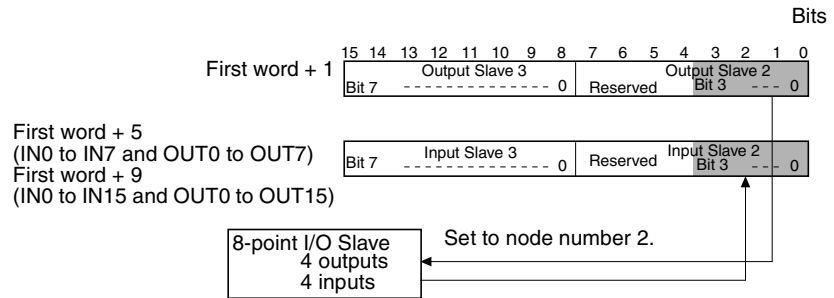 Bits
15 14 13 12 11 10 9 8 7 6 5 4 3 2 1 0
First word + 1
Output Slave 3
Output Slave 2
Bit 7 - - - - - - - - - - - - - 0
Reserved
Bit 3 - - - 0
First word + 5
(IN0 to IN7 and OUT0 to OUT7)
First word + 9
(IN0 to IN15 and OUT0 to OUT15)
Input Slave 3
Input Slave 2
Bit 7 - - - - - - - - - - - - - 0
Reserved
Bit 3 - - - 0
8-point I/O Slave
4 outputs
4 inputs
Set to node number 2.